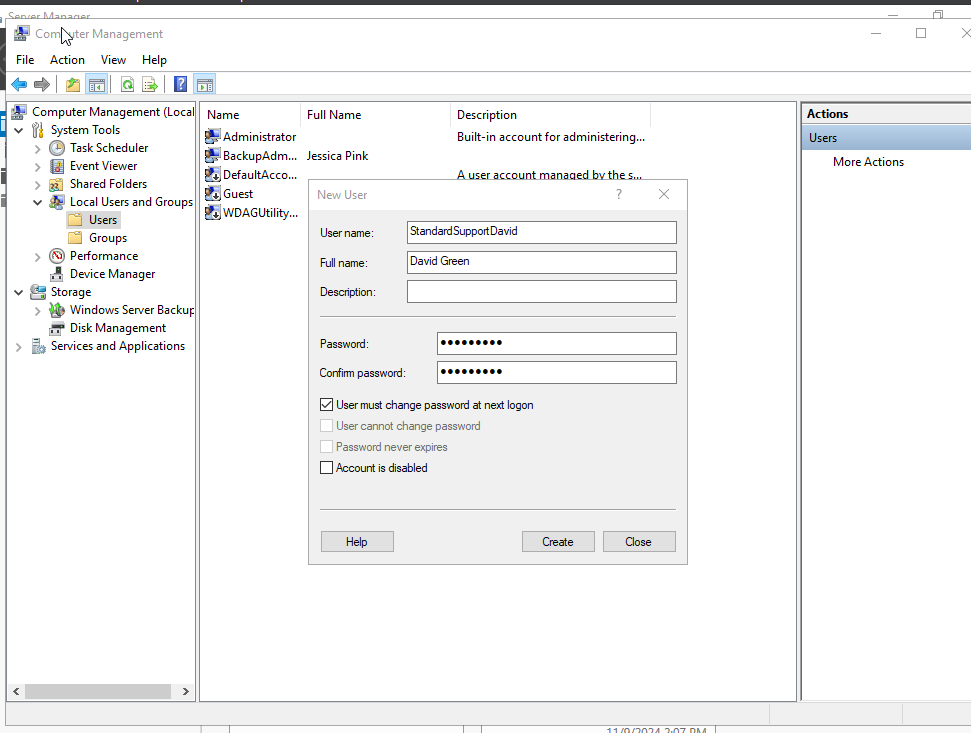 Server Manager
Computer Management
File Action View Help
Computer Management (Local
System Tools
Task Scheduler
Event Viewer
Shared Folders
Local Users and Groups
Users
Groups
Performance
Device Manager
Storage
Windows Server Backup
Disk Management
Services and Applications
Name Full Name Description
Administrator Built-in account for administering...
BackupAdm... Jessica Pink
DefaultAcco... A user account managed by the s...
Guest
WDAGUtility...
New User
User name: StandardSupportDavid
Full name: David Green
Description:
Password: •••••••••
Confirm password: •••••••••
User must change password at next logon
User cannot change password
Password never expires
Account is disabled
Help Create Close
Actions
Users
More Actions
11/9/2024 2:07 PM